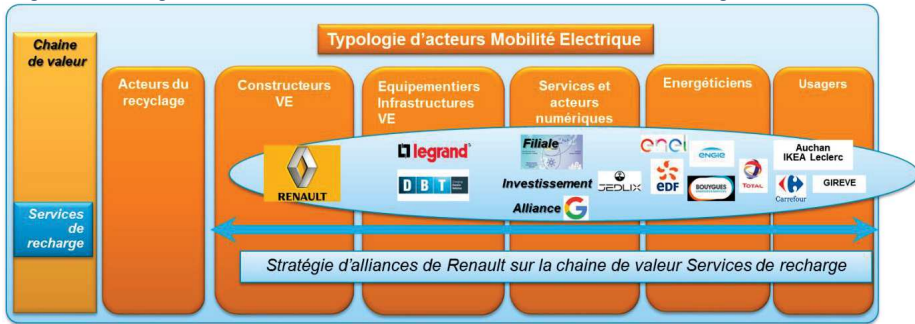 Typologie d'acteurs Mobilité Electrique
Chaine
de valeur
Acteurs du
recyclage
Constructeurs
VE
Equipementiers
Infrastructures
VE
Services et
acteurs
numériques
Energéticiens
Usagers
RENAULT
legrand
DBT
Filiale
Investissement
JEDLIX
Alliance
G
enel
ENGIE
eDF
BOUYGUES
TOTAL
Auchan
IKEA Leclerc
Carrefour
GIREVE
Services
de
recharge
Stratégie d'alliances de Renault sur la chaine de valeur Services de recharge